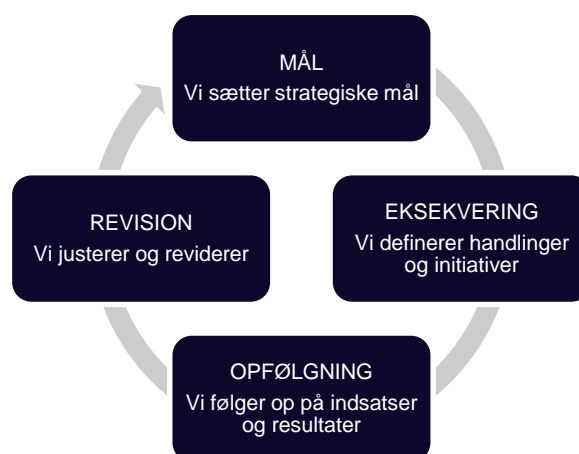 MÅL
Vi sætter strategiske mål
EKSEKVERING
Vi definerer handlinger
og initiativer
OPFØLGNING
Vi følger op på indsatser
og resultater
REVISION
Vi justerer og reviderer